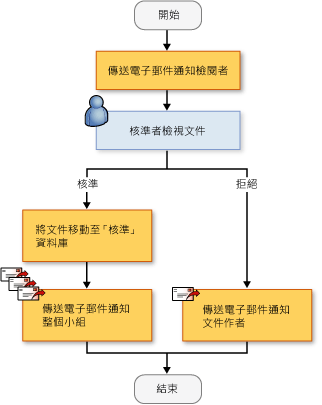 開始
傳送電子郵件通知檢閱者
核準者檢視文件
核準
拒絕
將文件移動至「核準」
資料庫
傳送電子郵件通知
整個小組
傳送電子郵件通知
文件作者
結束